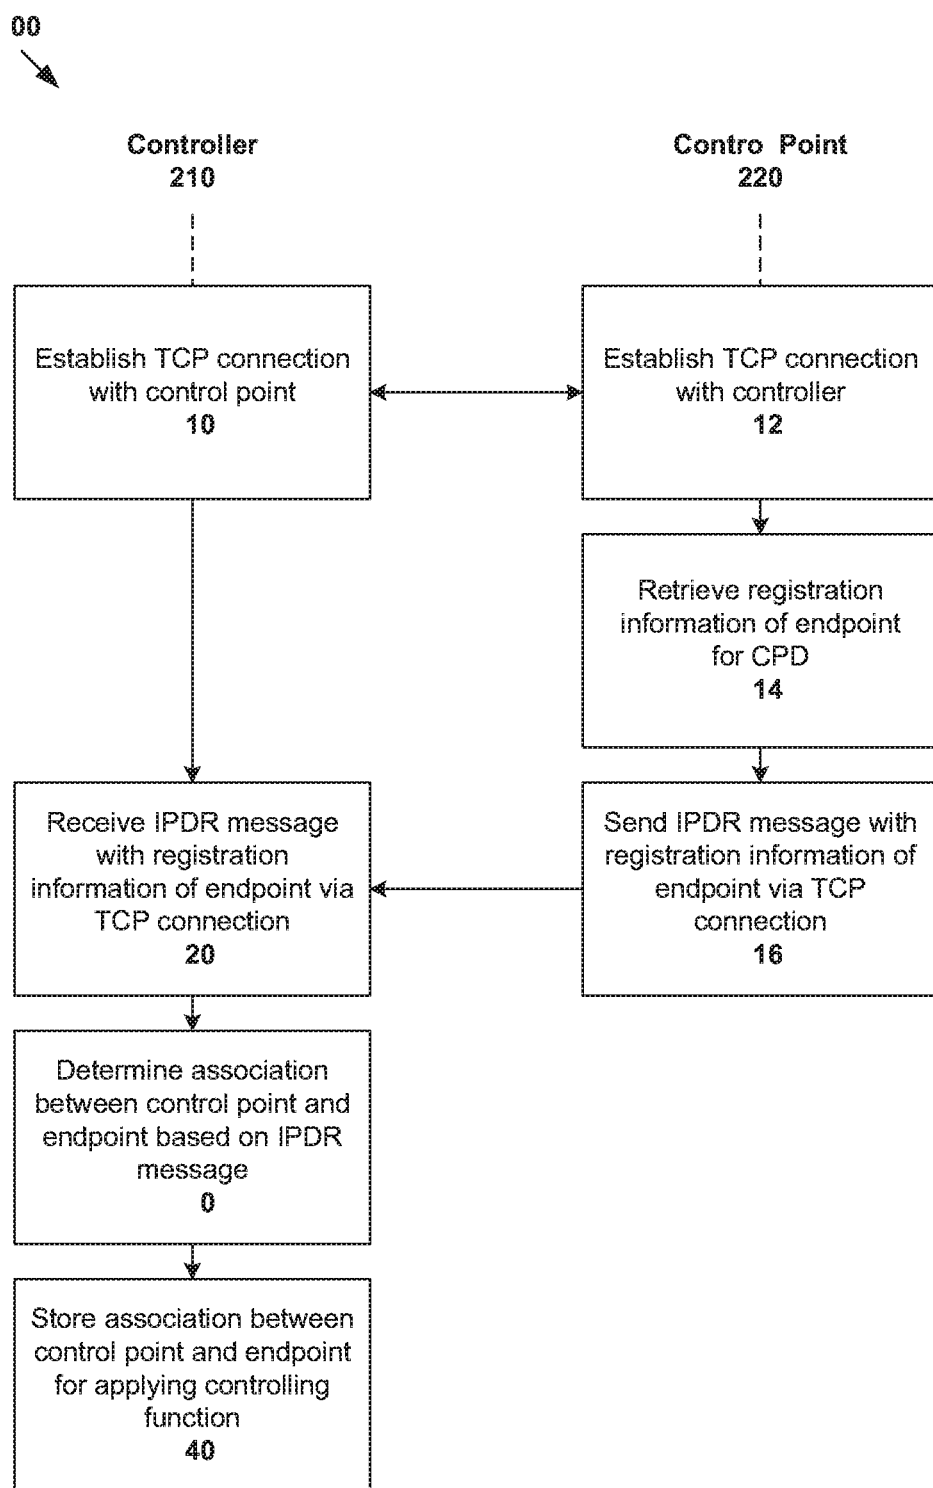 00
Controller
210
Contro Point
220
Establish TCP connection
with control point
10
Establish TCP connection
with controller
12
Retrieve registration
information of endpoint
for CPD
14
Receive IPDR message
with registration
information of endpoint via
TCP connection
20
Send IPDR message with
registration information of
endpoint via TCP
connection
16
Determine association
between control point and
endpoint based on IPDR
message
0
Store association between
control point and endpoint
for applying controlling
function
40